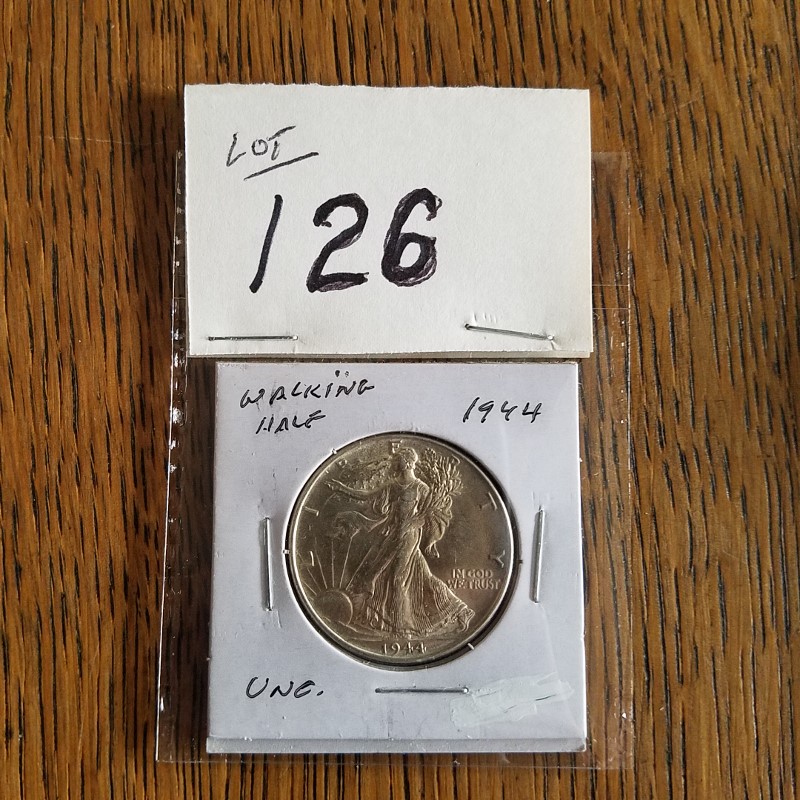 LOT
126
WALKING
HALF
1944
LIBERTY
IN GOD
WE TRUST
1944
UNC.